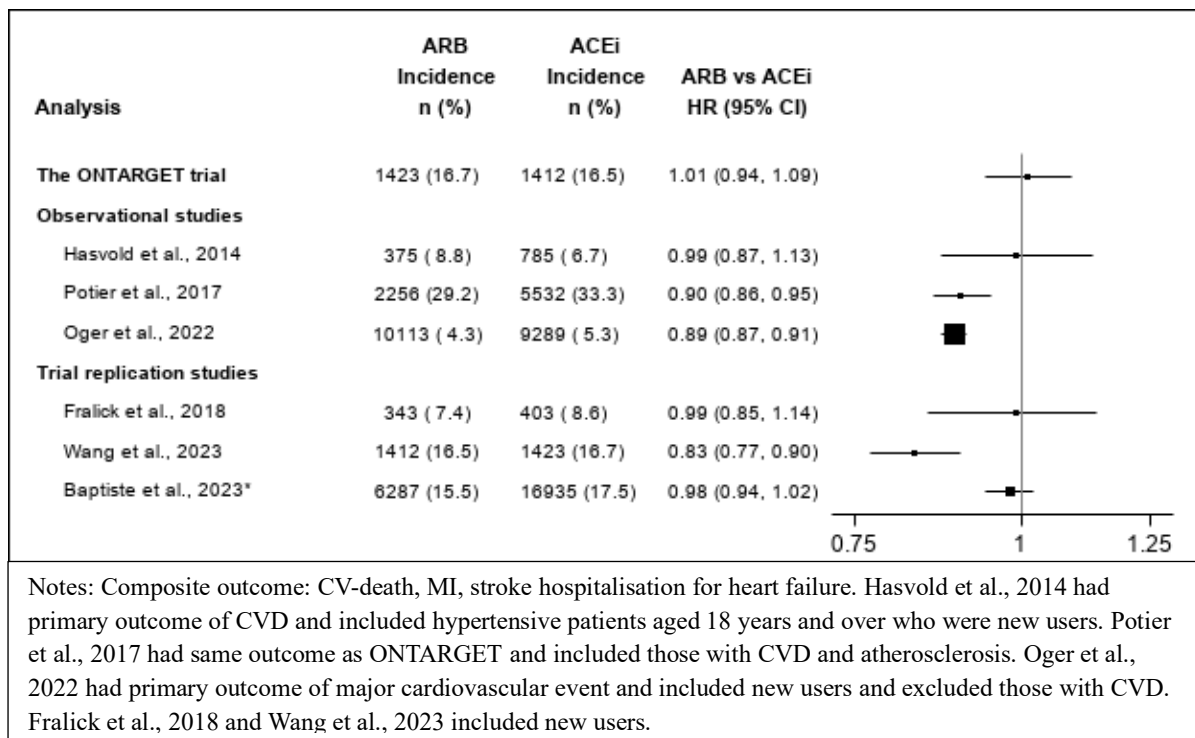 ARB ACEi
Incidence Incidence ARB vs ACEi
Analysis n (%) n (%) HR (95% CI)
The ONTARGET trial 1423 (16.7) 1412 (16.5) 1.01 (0.94, 1.09)
Observational studies
Hasvold et al., 2014 375 ( 8.8) 785 ( 6.7) 0.99 (0.87, 1.13)
Potier et al., 2017 2256 (29.2) 5532 (33.3) 0.90 (0.86, 0.95)
Oger et al., 2022 10113 ( 4.3) 9289 ( 5.3) 0.89 (0.87, 0.91)
Trial replication studies
Fralick et al., 2018 343 ( 7.4) 403 ( 8.6) 0.99 (0.85, 1.14)
Wang et al., 2023 1412 (16.5) 1423 (16.7) 0.83 (0.77, 0.90)
Baptiste et al., 2023* 6287 (15.5) 16935 (17.5) 0.98 (0.94, 1.02)
0.75 1 1.25
Notes: Composite outcome: CV-death, MI, stroke hospitalisation for heart failure. Hasvold et al., 2014 had
primary outcome of CVD and included hypertensive patients aged 18 years and over who were new users. Potier
et al., 2017 had same outcome as ONTARGET and included those with CVD and atherosclerosis. Oger et al.,
2022 had primary outcome of major cardiovascular event and included new users and excluded those with CVD.
Fralick et al., 2018 and Wang et al., 2023 included new users.